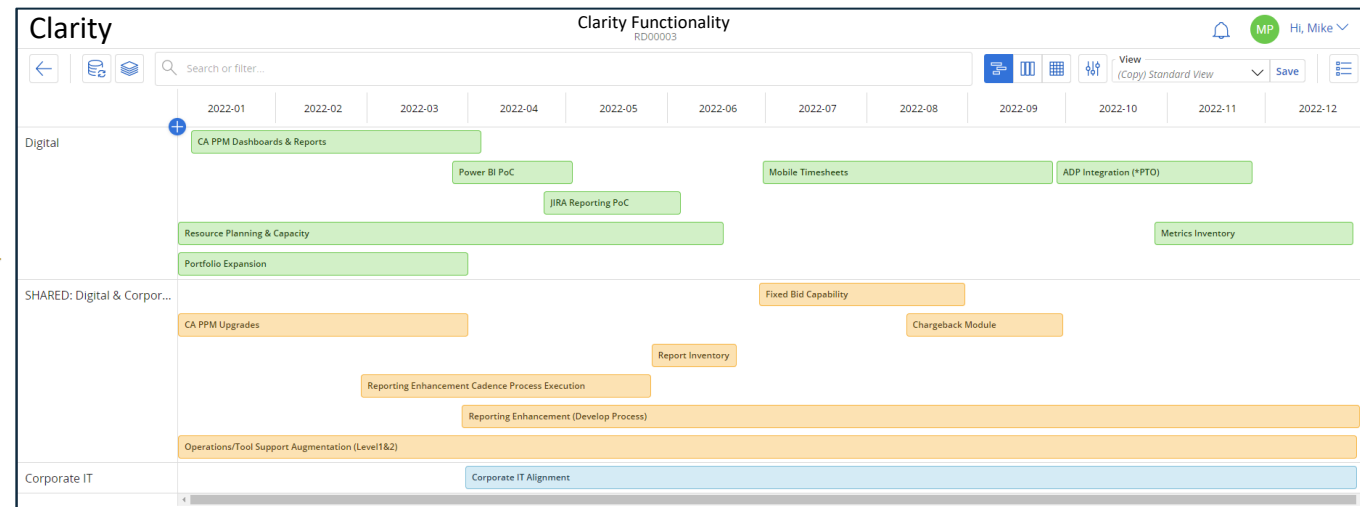 Clarity
Clarity Functionality
RD00003
MP
Hi, Mike
Search or filter...
View
(Copy) Standard View
Save
2022-01 2022-02 2022-03 2022-04 2022-05 2022-06 2022-07 2022-08 2022-09 2022-10 2022-11 2022-12
Digital
CA PPM Dashboards & Reports
Power BI PoC
Mobile Timesheets
ADP Integration (*PTO)
JIRA Reporting PoC
Resource Planning & Capacity
Metrics Inventory
Portfolio Expansion
SHARED: Digital & Corpor...
Fixed Bid Capability
CA PPM Upgrades
Chargeback Module
Report Inventory
Reporting Enhancement Cadence Process Execution
Reporting Enhancement (Develop Process)
Operations/Tool Support Augmentation (Level1&2)
Corporate IT
Corporate IT Alignment